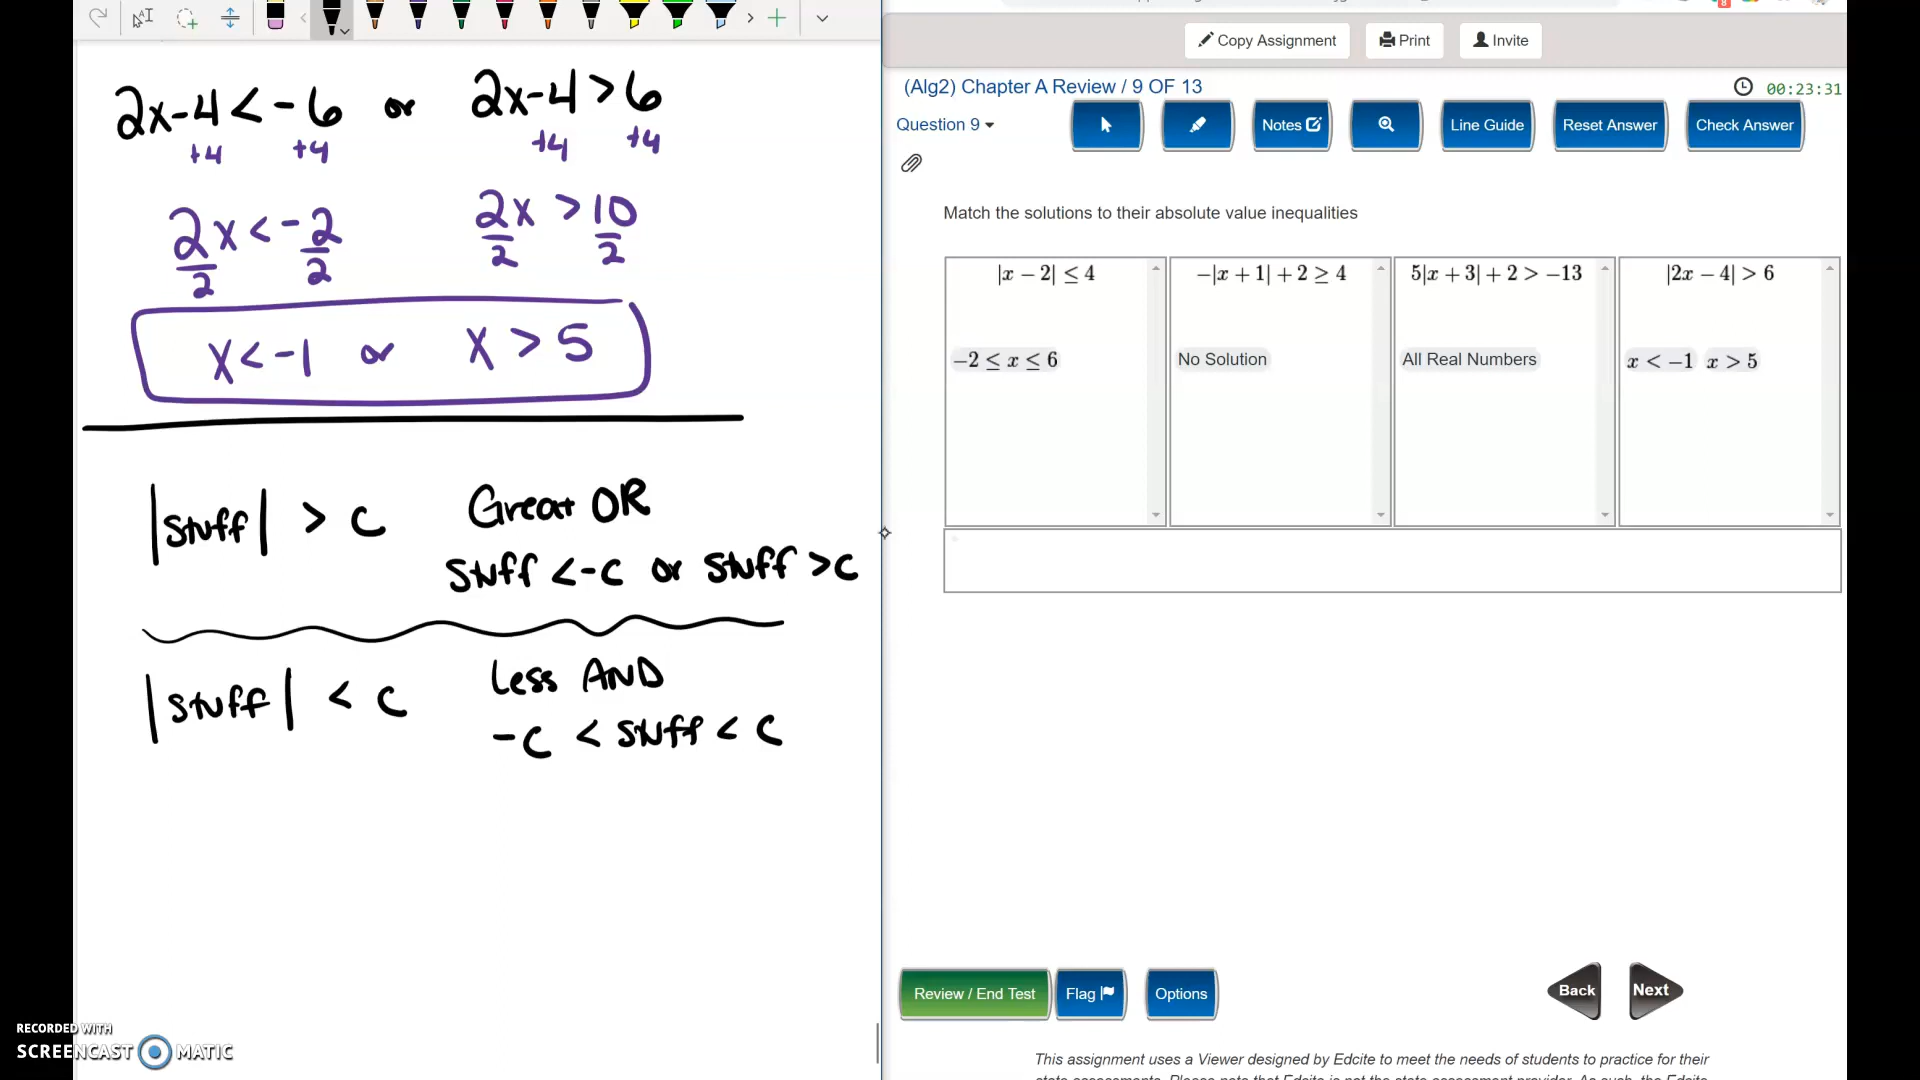 2x-4<-6 or 2x-4>6
+4 +4 +4 +4
2x<-2 2x>10
2 2 2 2
x<-1 or x>5
|stuff| > c Great OR
stuff <-c or stuff >c
|stuff| < c Less AND
-c < stuff < c
RECORDED WITH
SCREENCAST MATIC
Copy Assignment Print Invite
(Alg2) Chapter A Review / 9 OF 13 00:23:31
Question 9 Notes Line Guide Reset Answer Check Answer
Match the solutions to their absolute value inequalities
|x − 2| ≤ 4 −|x + 1| + 2 ≥ 4 5|x + 3| + 2 > −13 |2x − 4| > 6
−2 ≤ x ≤ 6 No Solution All Real Numbers x < −1 x > 5
Review / End Test Flag Options Back Next
This assignment uses a Viewer designed by Edcite to meet the needs of students to practice for their